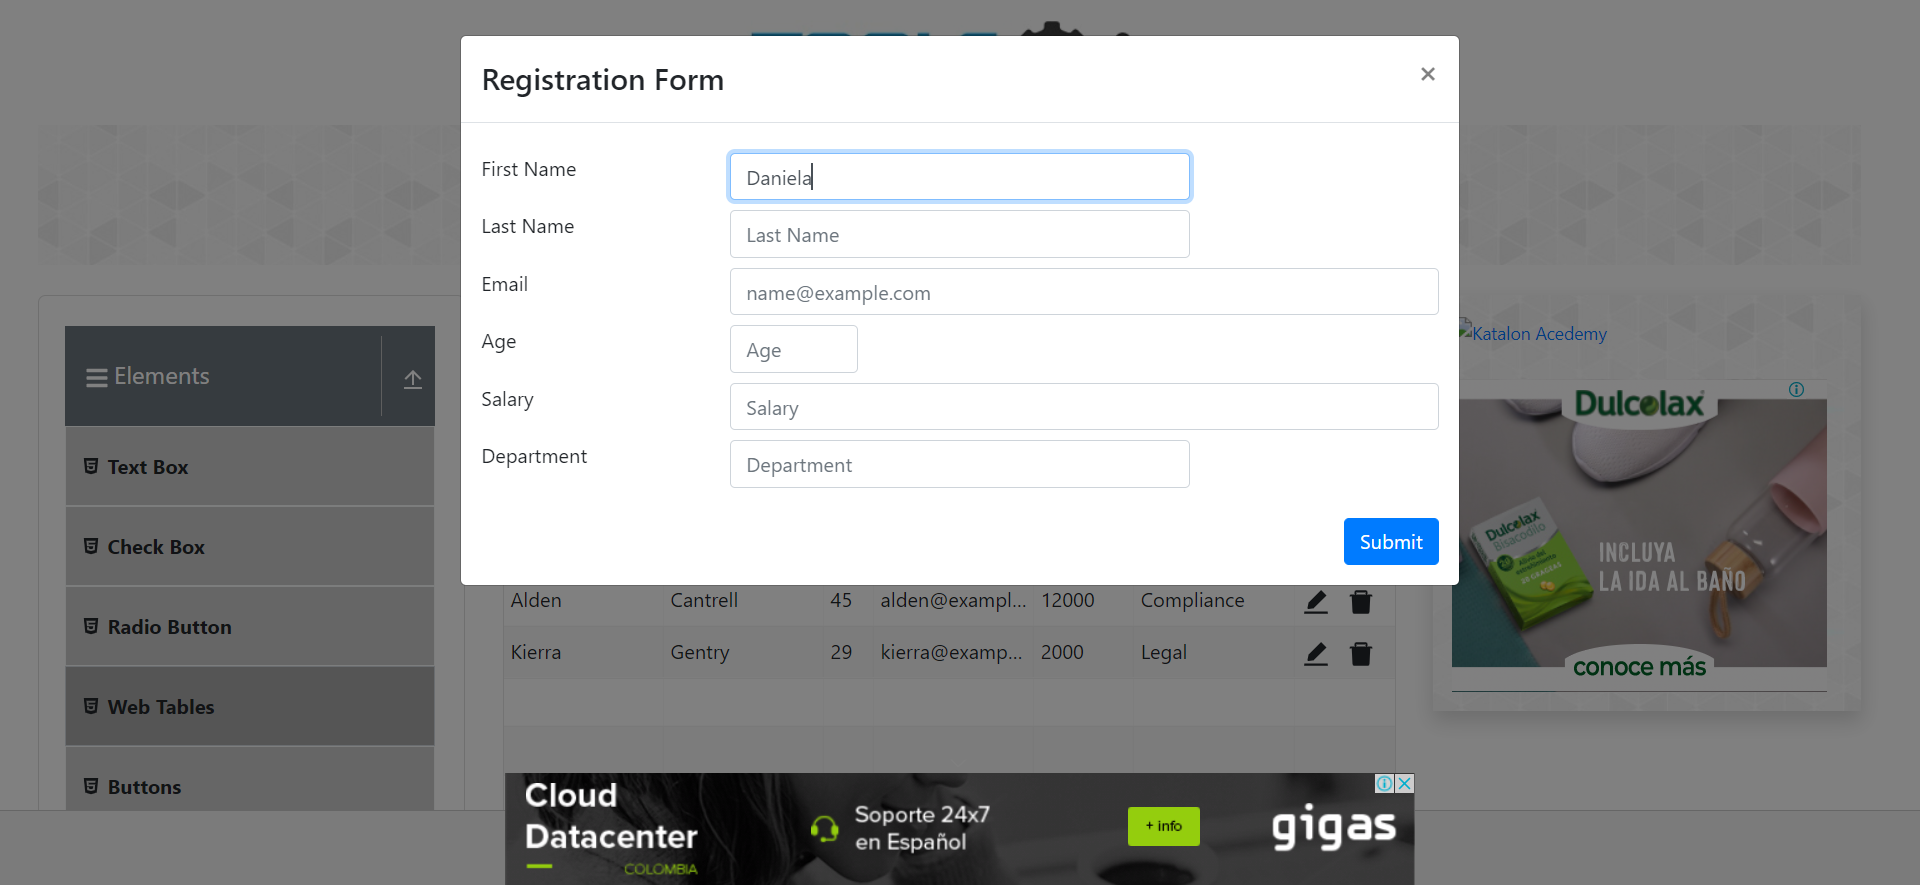 Registration Form
×
First Name
Daniela
Last Name
Last Name
Email
name@example.com
Age
Age
Salary
Salary
Department
Department
Submit
Elements
Text Box
Check Box
Radio Button
Web Tables
Buttons
Alden Cantrell 45 alden@exampl... 12000 Compliance
Kierra Gentry 29 kierra@examp... 2000 Legal
Katalon Acedemy
Dulcolax
Dulcolax
Bisacodilo
INCLUYA
LA IDA AL BAÑO
conoce más
Cloud
Datacenter
COLOMBIA
Soporte 24x7
en Español
+ info
gigas